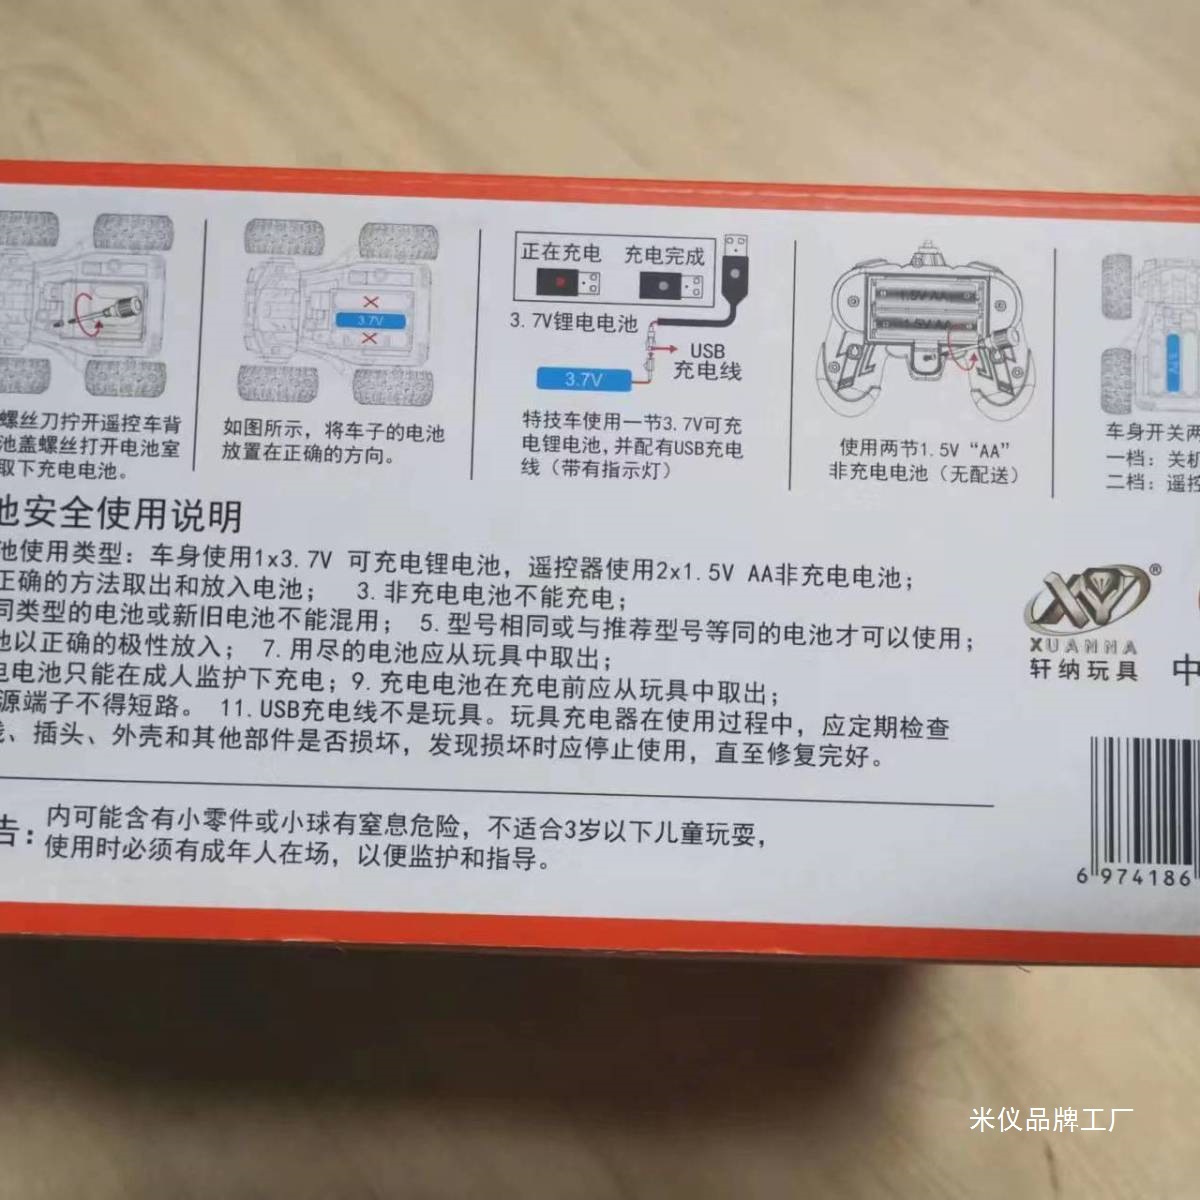 螺丝刀拧开遥控车背
池盖螺丝打开电池室
取下充电电池。
3.7V
如图所示，将车子的电池
放置在正确的方向。
正在充电 充电完成
3.7V锂电电池
USB
充电线
3.7V
特技车使用一节3.7V可充
电锂电池，并配有USB充电
线（带有指示灯）
1.5V AA
1.5V AA
使用两节1.5V“AA”
非充电电池（无配送）
车身开关两
一档：关机
二档：遥控
池安全使用说明
池使用类型：车身使用1x3.7V 可充电锂电池，遥控器使用2x1.5V AA非充电电池；
正确的方法取出和放入电池； 3.非充电电池不能充电；
同类型的电池或新旧电池不能混用； 5.型号相同或与推荐型号等同的电池才可以使用；
池以正确的极性放入； 7.用尽的电池应从玩具中取出；
电电池只能在成人监护下充电；9.充电电池在充电前应从玩具中取出；
源端子不得短路。 11.USB充电线不是玩具。玩具充电器在使用过程中，应定期检查
线、插头、外壳和其他部件是否损坏，发现损坏时应停止使用，直至修复完好。
告：内可能含有小零件或小球有窒息危险，不适合3岁以下儿童玩耍，
使用时必须有成年人在场，以便监护和指导。
XY®
XUANNA
轩纳玩具
中
6 974186
米仪品牌工厂